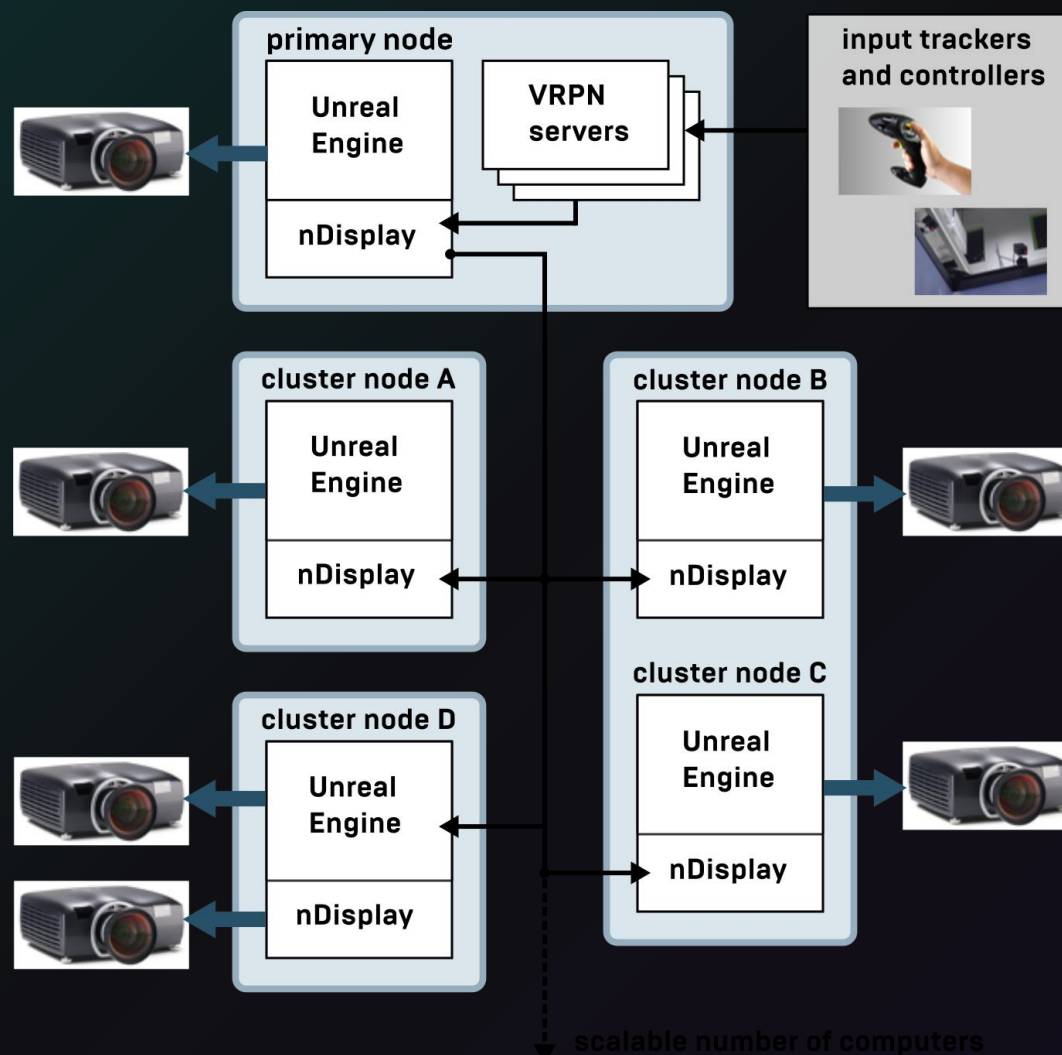 primary node
Unreal
Engine
nDisplay
VRPN
servers
input trackers
and controllers
cluster node A
Unreal
Engine
nDisplay
cluster node B
Unreal
Engine
nDisplay
cluster node C
Unreal
Engine
nDisplay
cluster node D
Unreal
Engine
nDisplay
scalable number of computers